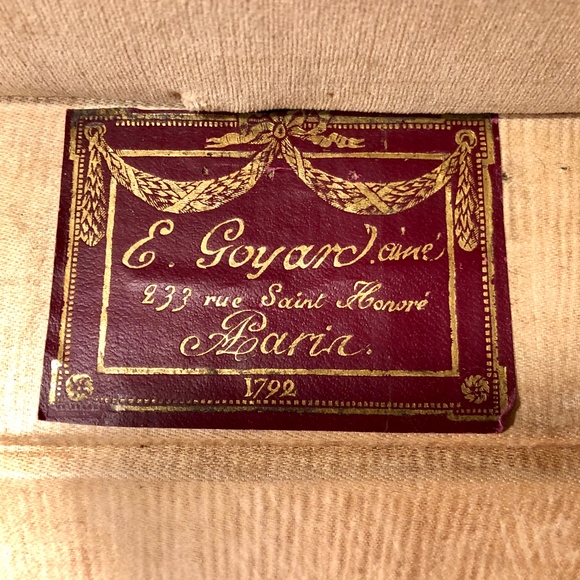 E. Goyard aîné
233 rue Saint Honoré
Paris.
1792